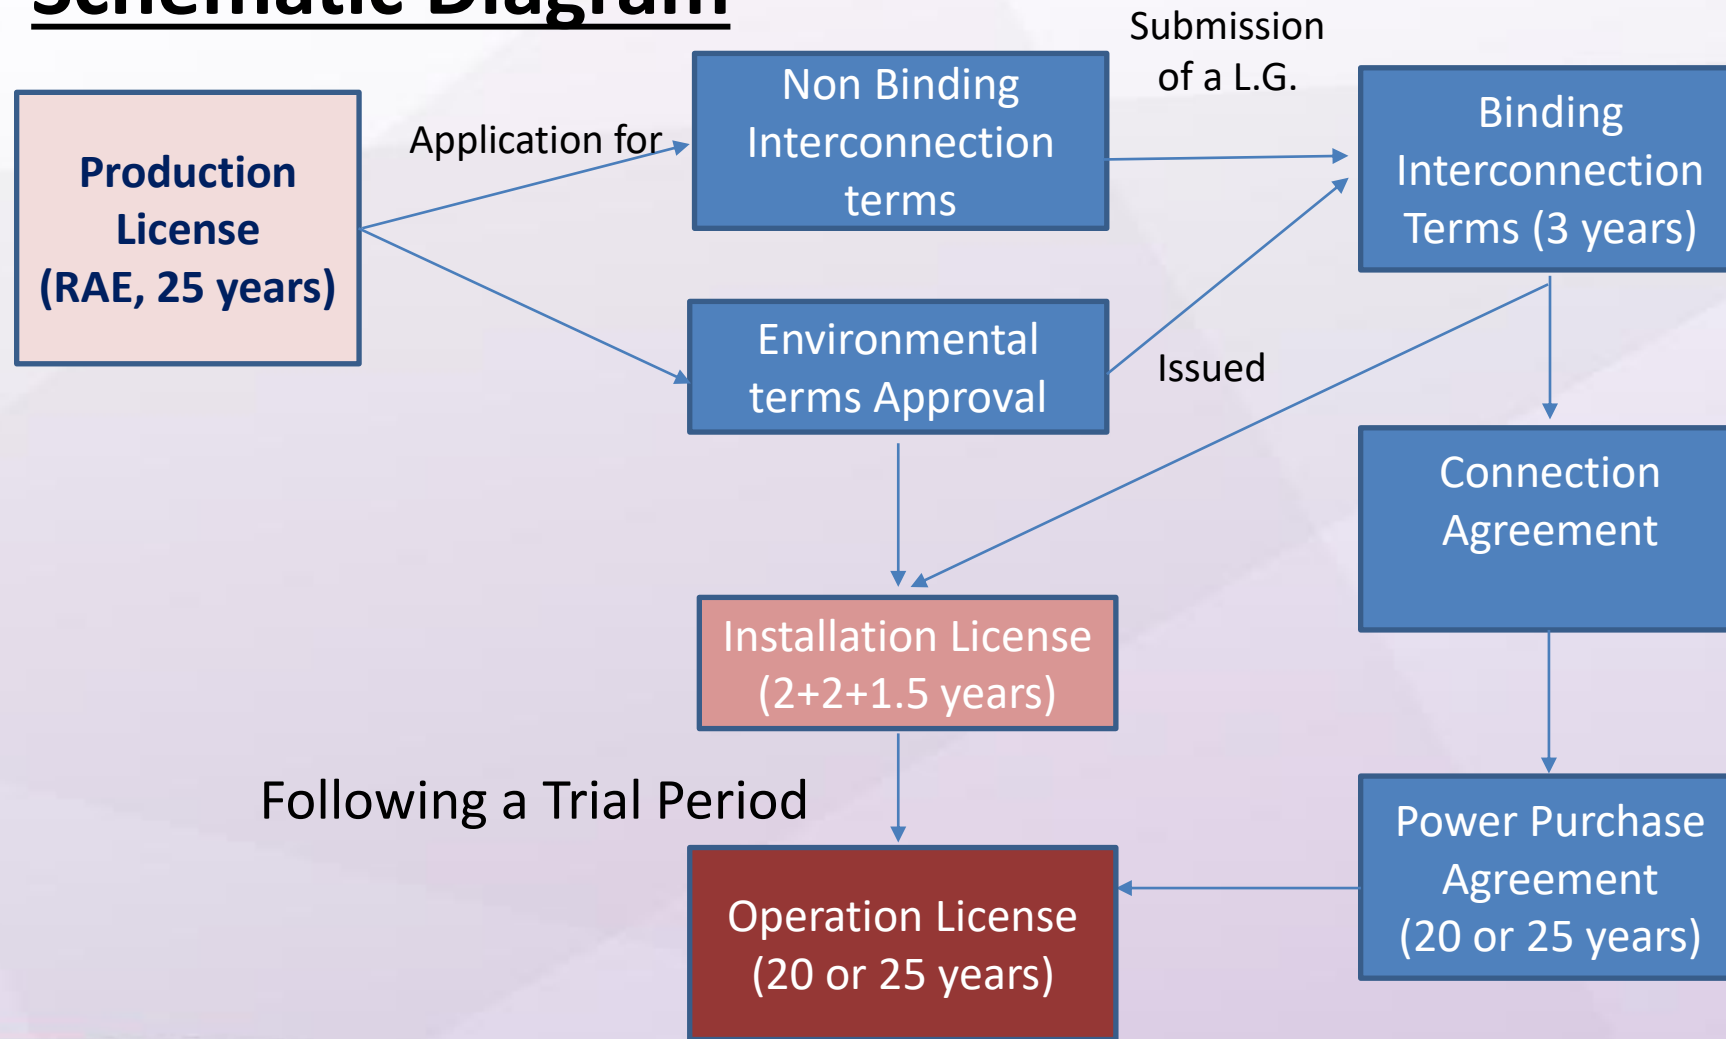 Schematic Diagram
Production
License
(RAE, 25 years)
Application for
Non Binding
Interconnection
terms
Submission
of a L.G.
Binding
Interconnection
Terms (3 years)
Environmental
terms Approval
Issued
Connection
Agreement
Installation License
(2+2+1.5 years)
Following a Trial Period
Power Purchase
Agreement
(20 or 25 years)
Operation License
(20 or 25 years)